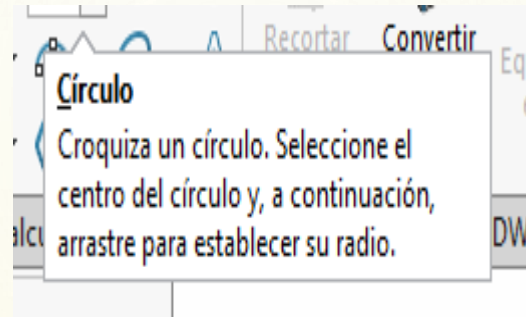 Recortar Convertir
Círculo
Croquiza un círculo. Seleccione el
centro del círculo y, a continuación,
arrastre para establecer su radio.